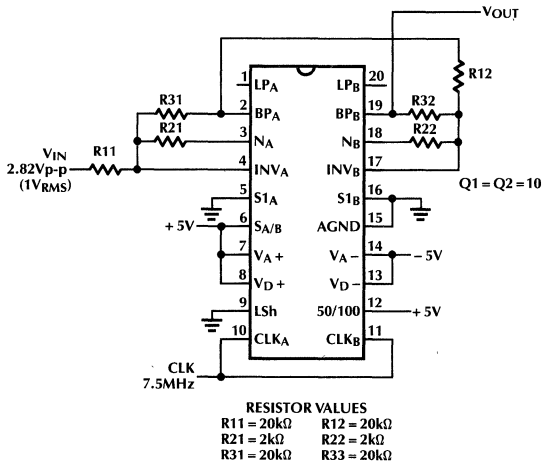 VOUT
R12
1 LPA LPB 20
R31
2 BPA BPB 19 R32
R21
3 NA NB 18 R22
VIN
2.82Vp-p
(1VRMS)
R11
4 INVA INVB 17
Q1 = Q2 = 10
5 S1A S1B 16
+5V 6 SA/B AGND 15
7 VA+ VA− 14 −5V
8 VD+ VD− 13
9 LSh 50/100 12 +5V
10 CLKA CLKB 11
CLK
7.5MHz
RESISTOR VALUES
R11 = 20kΩ R12 = 20kΩ
R21 = 2kΩ R22 = 2kΩ
R31 = 20kΩ R33 = 20kΩ